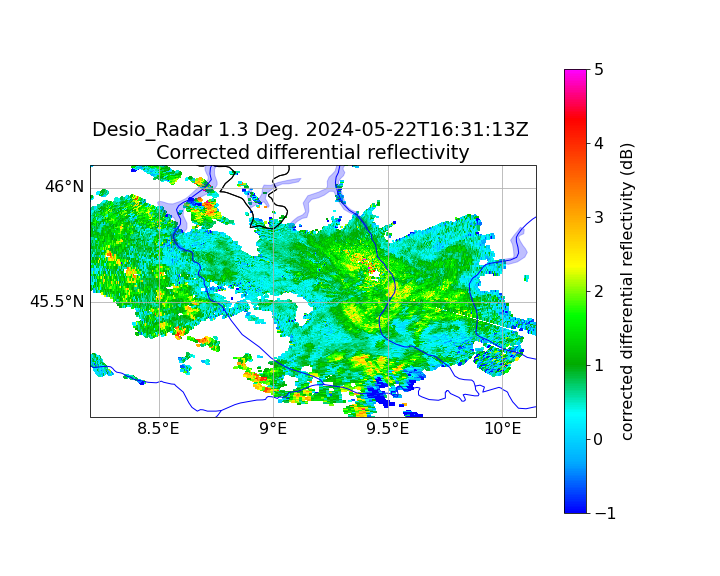 Desio_Radar 1.3 Deg. 2024-05-22T16:31:13Z
Corrected differential reflectivity
46°N
45.5°N
8.5°E
9°E
9.5°E
10°E
5
4
3
2
1
0
−1
corrected differential reflectivity (dB)